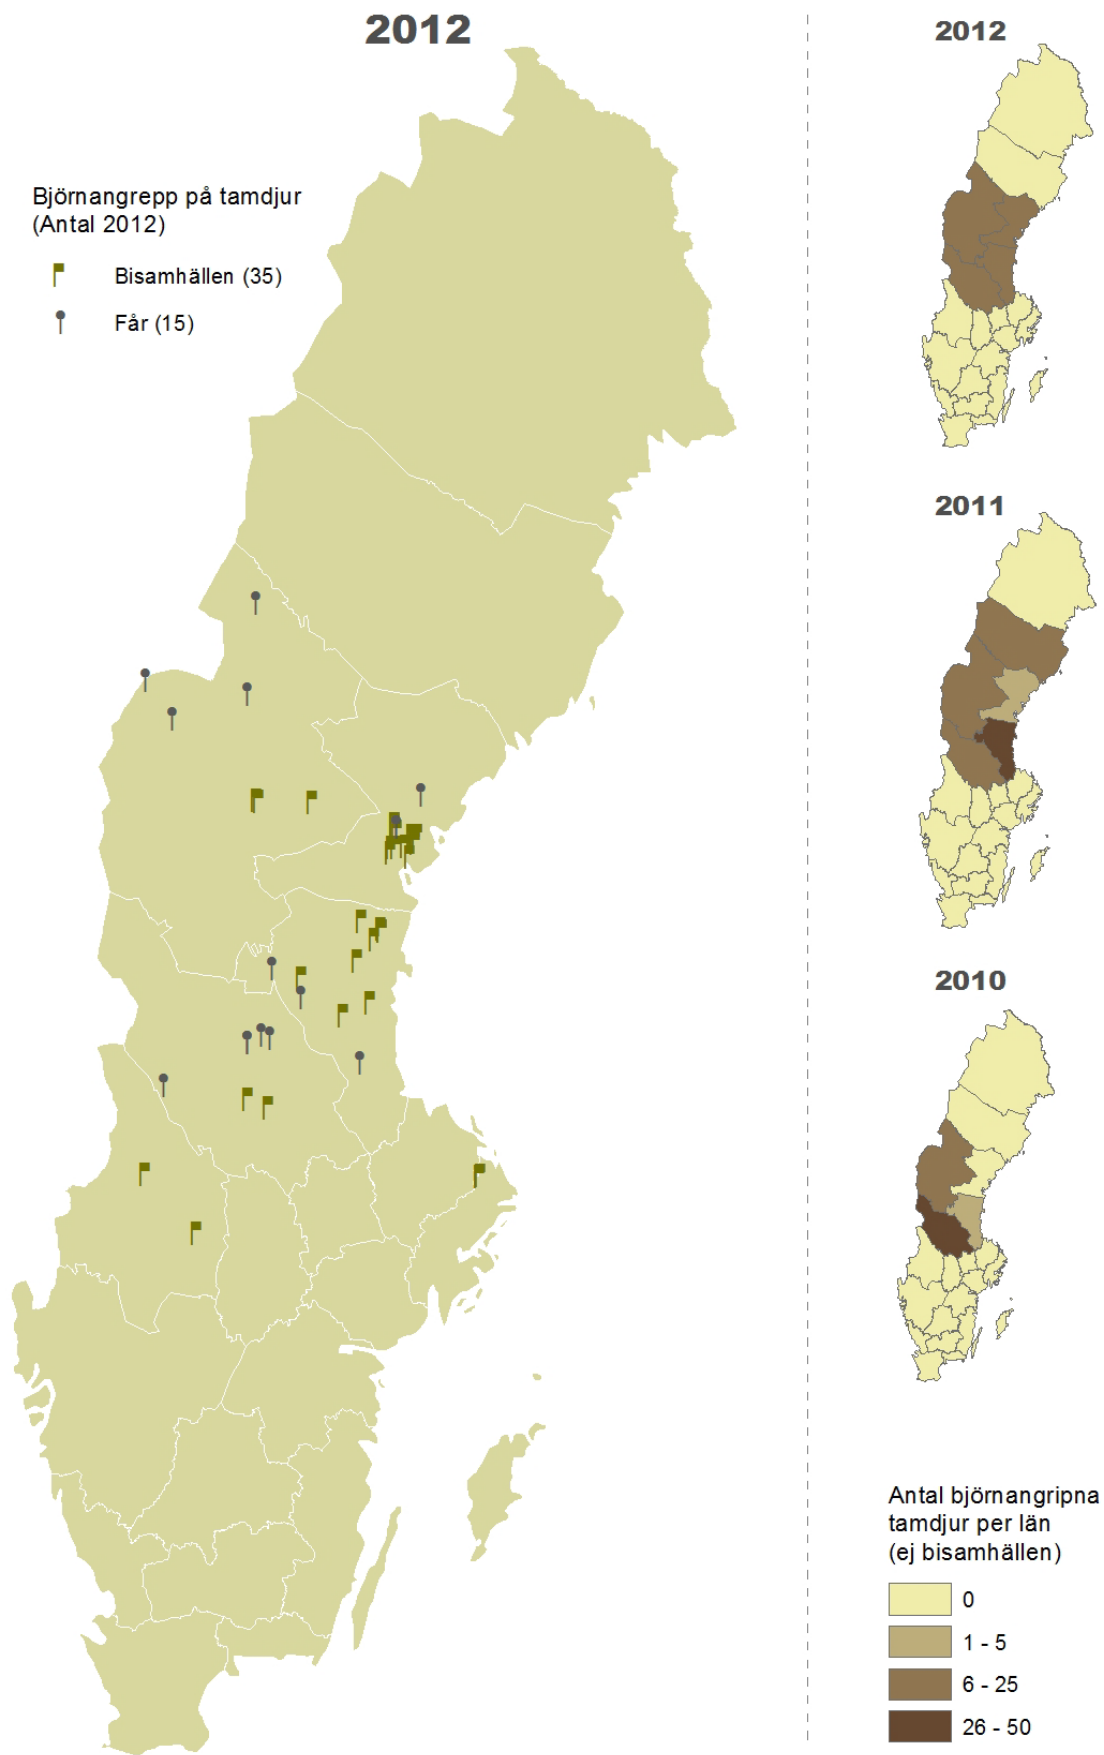 2012
Björnangrepp på tamdjur
(Antal 2012)
Bisamhällen (35)
Får (15)
2012
2011
2010
Antal björnangripna
tamdjur per län
(ej bisamhällen)
0
1 - 5
6 - 25
26 - 50